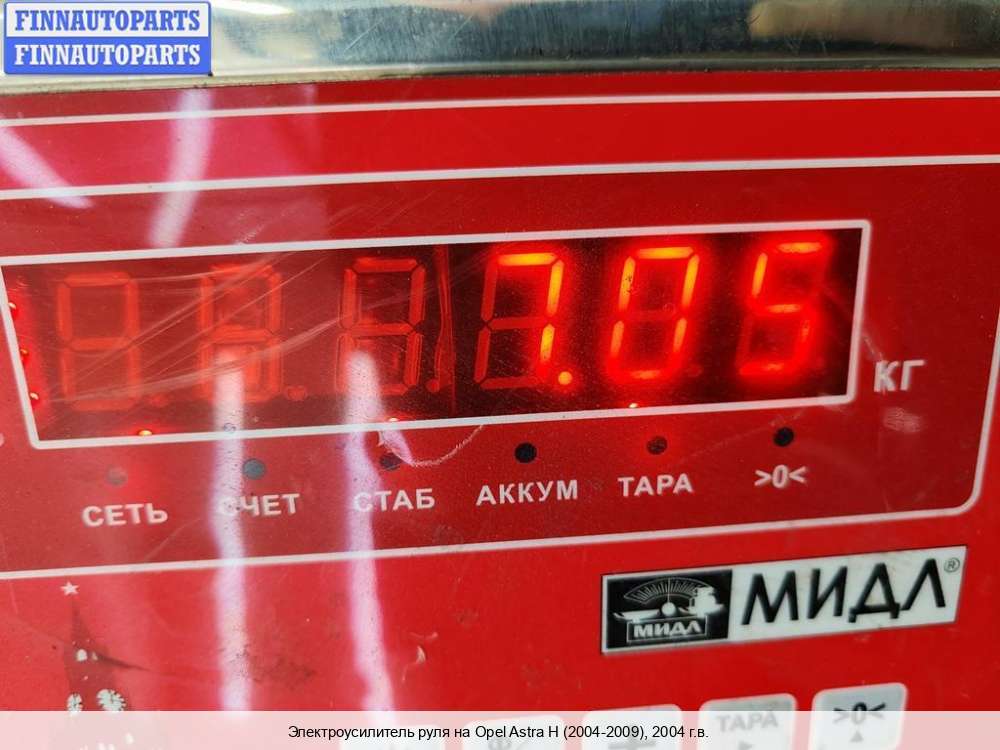 FINNAUTOPARTS
FINNAUTOPARTS
7.05
КГ
СЕТЬ СЧЕТ СТАБ АККУМ ТАРА >0<
МИДЛ МИДЛ®
ТАРА >0<
Электроусилитель руля на Opel Astra H (2004-2009), 2004 г.в.